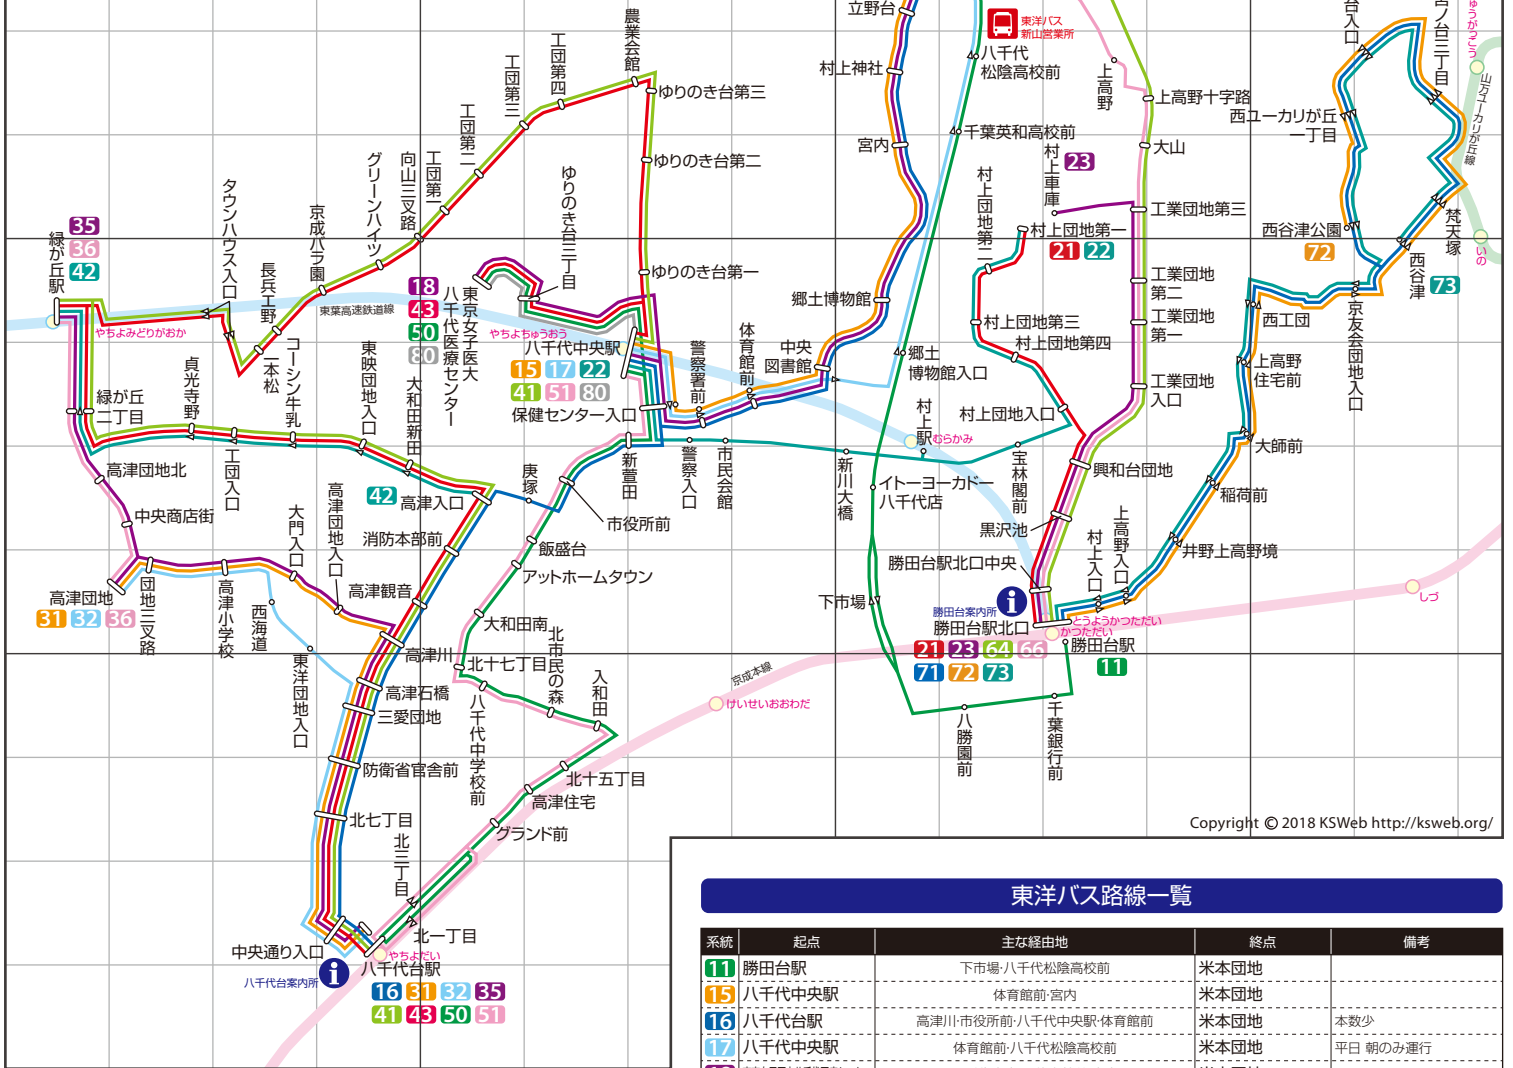 立野台
農業会館
東洋バス
新山営業所
台入口
宮ノ台三丁目
ゅうがっこう
八千代
松陰高校前
村上神社
上高野
工団第四
工団第三
ゆりのき台第三
上高野十字路
西ユーカリが丘
一丁目
山万ユーカリが丘線
工団第二
千葉英和高校前
宮内
大山
村上車庫
23
グリーンハイツ
向山三叉路
工団第一
ゆりのき台第二
ゆりのき台三丁目
村上団地第二
タウンハウス入口
京成バラ園
35
36
42
緑が丘駅
工業団地第三
村上団地第一
21 22
西谷津公園
72
梵天塚
いの
長兵エ野
ゆりのき台第一
西谷津
73
工業団地
第二
18
43
50
80
東京女子医大
八千代医療センター
東葉高速鉄道線
郷土博物館
西工団
京友会団地入口
やちよみどりがおか
やちよちゅうおう
八千代中央駅
15 17 22
41 51 80
体育館前
警察署前
中央
図書館
村上団地第三
村上団地第四
工業団地
第一
一本松
コーシン牛乳
東映団地入口
大和田新田
貞光寺野
郷土
博物館入口
上高野
住宅前
工業団地
入口
緑が丘
二丁目
保健センター入口
村上団地入口
村上駅
むらかみ
大師前
高津団地北
工団入口
42 高津入口
庚塚
新萱田
警察入口
市民会館
新川大橋
イトーヨーカドー
八千代店
宝林閣前
興和台団地
稲荷前
中央商店街
大門入口
高津団地入口
市役所前
消防本部前
飯盛台
黒沢池
村上入口
上高野入口
井野上高野境
勝田台駅北口中央
アットホームタウン
高津団地
31 32 36
団地三叉路
高津小学校
西海道
高津観音
下市場
勝田台案内所
勝田台駅北口
21 23 64 66
71 72 73
とうようかつただい
かつただい
勝田台駅
11
しづ
大和田南
北市民の森
東洋団地入口
高津川
北十七丁目
入和田
京成本線
高津石橋
三愛団地
八千代中学校前
けいせいおおわだ
八勝園前
千葉銀行前
防衛省官舎前
北十五丁目
高津住宅
北七丁目
グランド前
北三丁目
Copyright © 2018 KSWeb http://ksweb.org/
中央通り入口
北一丁目
やちよだい
八千代台案内所
八千代台駅
16 31 32 35
41 43 50 51
東洋バス路線一覧
系統 起点 主な経由地 終点 備考
11 勝田台駅 下市場・八千代松陰高校前 米本団地
15 八千代中央駅 体育館前・宮内 米本団地
16 八千代台駅 高津川・市役所前・八千代中央駅・体育館前 米本団地 本数少
17 八千代中央駅 体育館前・八千代松陰高校前 米本団地 平日 朝のみ運行